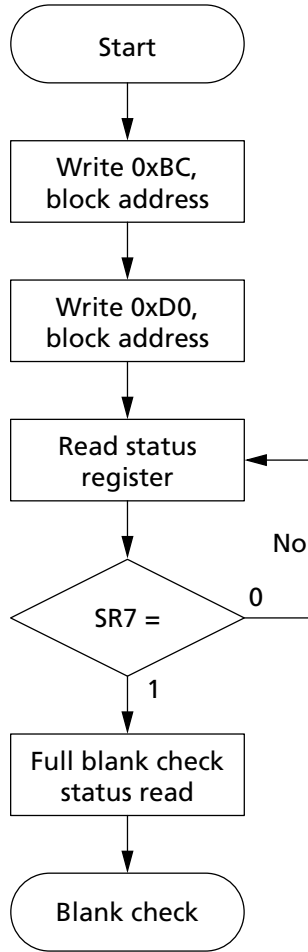 Start
Write 0xBC,
block address
Write 0xD0,
block address
Read status
register
No
SR7 =
0
1
Full blank check
status read
Blank check